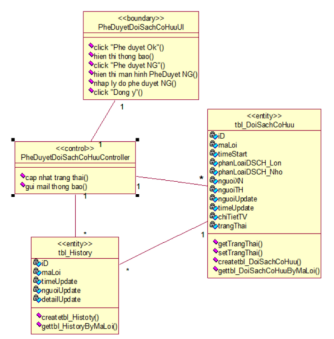 <<boundary>>
PheDuyetDoiSachCoHuuUI
click "Phe duyet Ok"()
hien thi thong bao()
click "Phe duyet NG"()
hien thi man hinh PheDuyet NG()
nhap ly do phe duyet NG()
click "Dong y"()
1
1
<<control>>
PheDuyetDoiSachCoHuuController
cap nhat trang thai()
gui mail thong bao()
1
*
1
*
<<entity>>
tbl_DoiSachCoHuu
ID
maLoi
timeStart
phanLoaiDSCH_Lon
phanLoaiDSCH_Nho
nguoiXN
nguoiTH
nguoiUpdate
timeUpdate
chiTietTV
trangThai
getTrangThai()
setTrangThai()
createtbl_DoiSachCoHuu()
gettbl_DoiSachCoHuuByMaLoi()
1
*
<<entity>>
tbl_History
ID
maLoi
timeUpdate
nguoiUpdate
detailUpdate
createtbl_Histoty()
gettbl_HistoryByMaLoi()